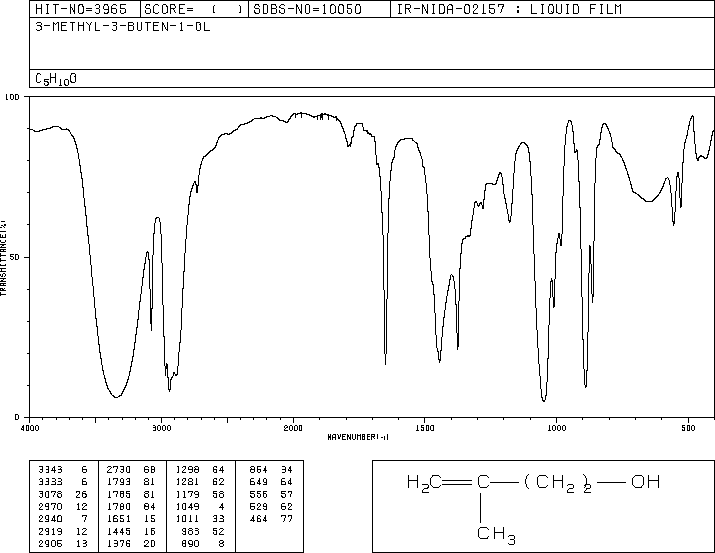 HIT-NO=3965 SCORE= ( ) SDBS-NO=10050 IR-NIDA-02157 : LIQUID FILM
3-METHYL-3-BUTEN-1-OL
C5H10O
100
50
0
TRANSMITTANCE(%)
4000 3000 2000 1500 1000 500
WAVENUMBER(-1)
3343 6 2730 68 1298 64 864 34
3333 6 1793 81 1281 62 649 64
3078 26 1785 81 1179 58 556 57
2970 12 1780 84 1049 4 529 62
2940 7 1651 15 1011 33 464 77
2919 12 1445 16 983 52
2905 13 1376 20 890 8
H2C=C—(CH2)2—OH
CH3